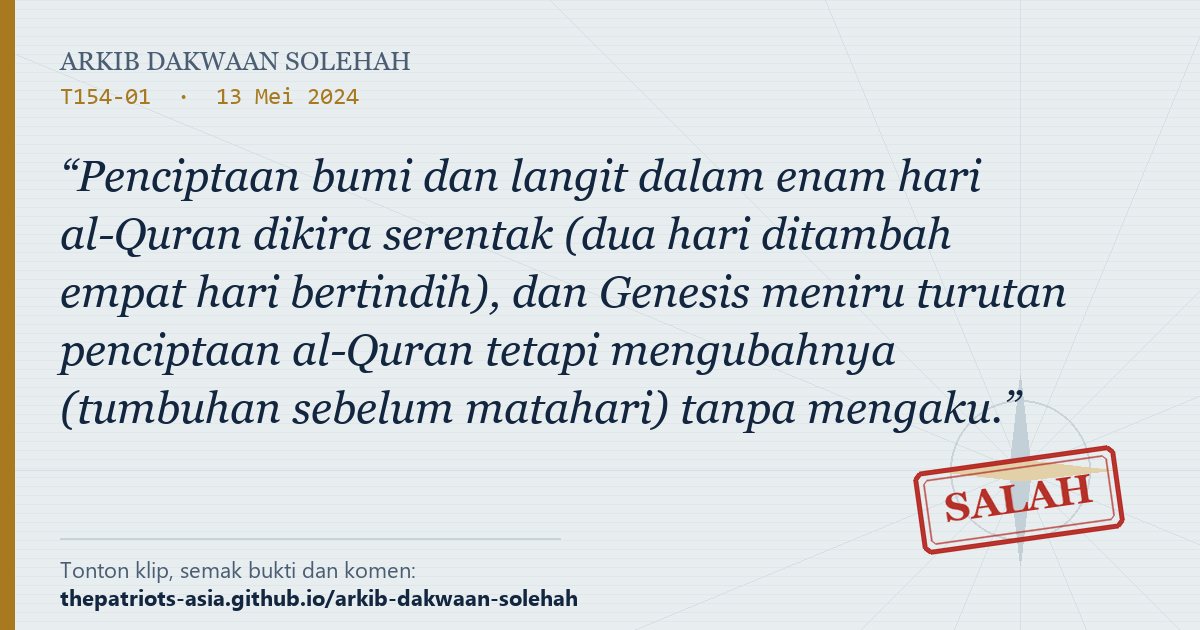 ARKIB DAKWAAN SOLEHAH
T154-01 · 13 Mei 2024
“Penciptaan bumi dan langit dalam enam hari
al-Quran dikira serentak (dua hari ditambah
empat hari bertindih), dan Genesis meniru turutan
penciptaan al-Quran tetapi mengubahnya
(tumbuhan sebelum matahari) tanpa mengaku.”
SALAH
Tonton klip, semak bukti dan komen:
thepatriots-asia.github.io/arkib-dakwaan-solehah